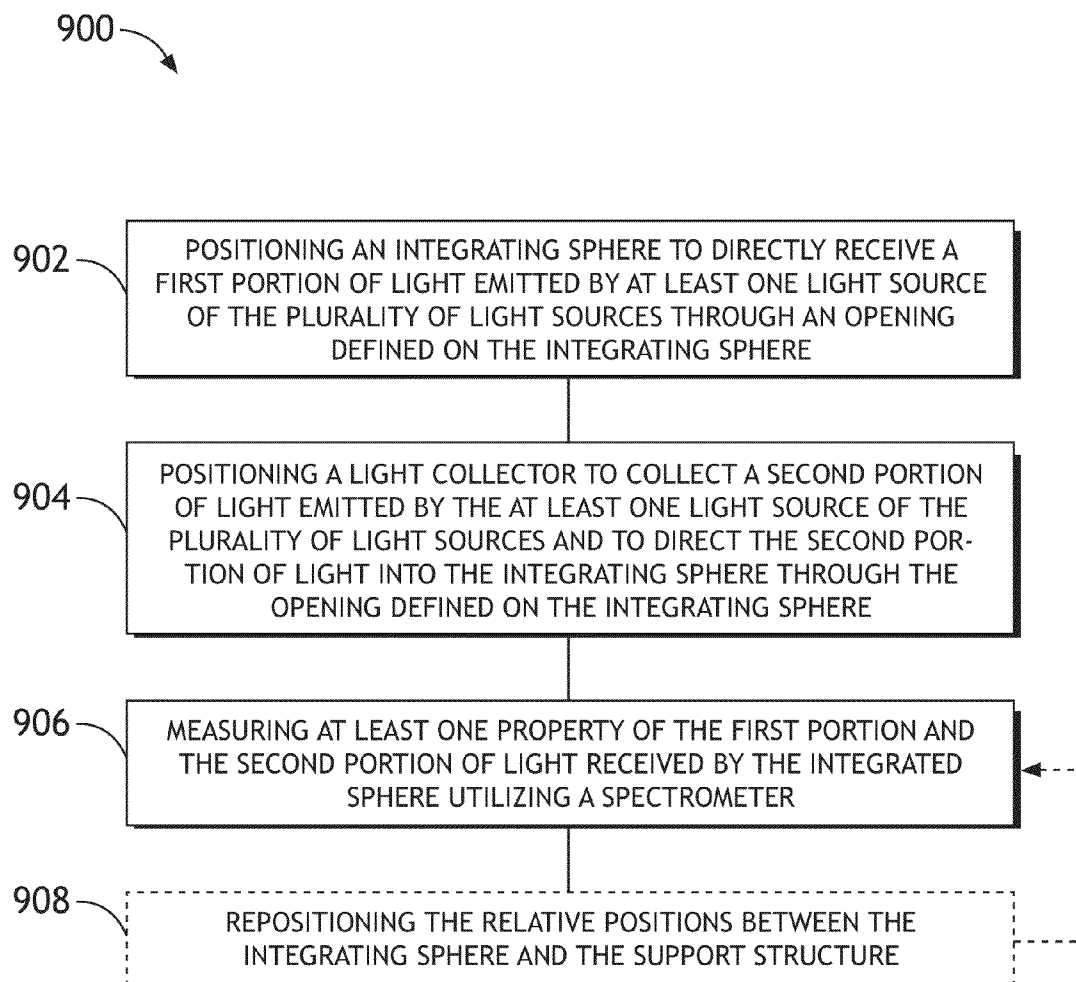 900
902
POSITIONING AN INTEGRATING SPHERE TO DIRECTLY RECEIVE A
FIRST PORTION OF LIGHT EMITTED BY AT LEAST ONE LIGHT SOURCE
OF THE PLURALITY OF LIGHT SOURCES THROUGH AN OPENING
DEFINED ON THE INTEGRATING SPHERE
904
POSITIONING A LIGHT COLLECTOR TO COLLECT A SECOND PORTION
OF LIGHT EMITTED BY THE AT LEAST ONE LIGHT SOURCE OF THE
PLURALITY OF LIGHT SOURCES AND TO DIRECT THE SECOND POR-
TION OF LIGHT INTO THE INTEGRATING SPHERE THROUGH THE
OPENING DEFINED ON THE INTEGRATING SPHERE
906
MEASURING AT LEAST ONE PROPERTY OF THE FIRST PORTION AND
THE SECOND PORTION OF LIGHT RECEIVED BY THE INTEGRATED
SPHERE UTILIZING A SPECTROMETER
908
REPOSITIONING THE RELATIVE POSITIONS BETWEEN THE
INTEGRATING SPHERE AND THE SUPPORT STRUCTURE